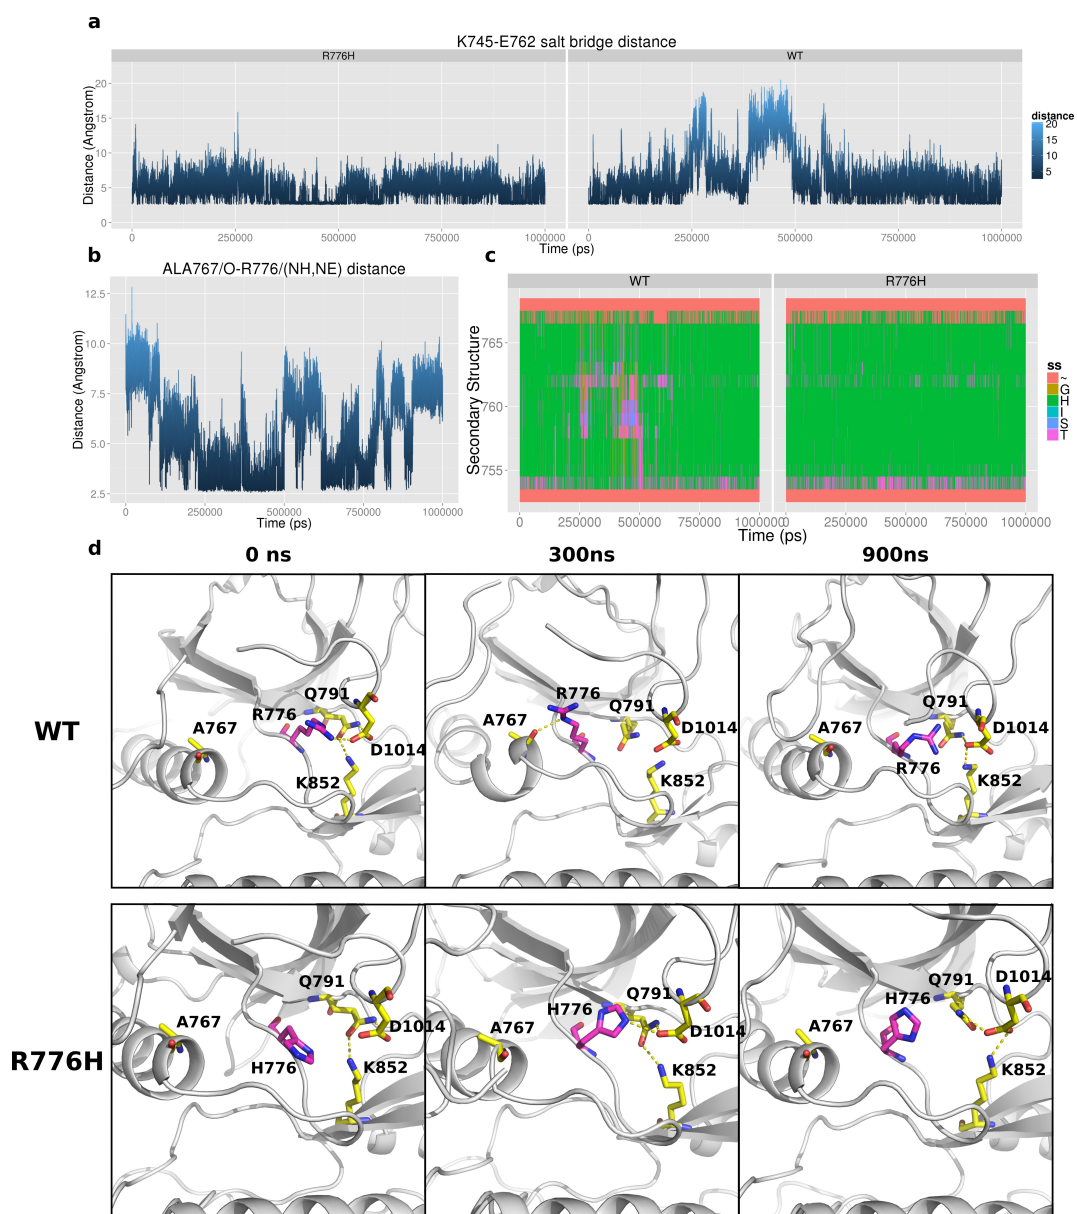 a
K745-E762 salt bridge distance
R776H
WT
Distance (Angstrom)
20
15
10
5
0
0
250000
500000
750000
1000000
0
250000
500000
750000
1000000
Time (ps)
distance
20
15
10
5
b
ALA767/O-R776/(NH,NE) distance
Distance (Angstrom)
12.5
10.0
7.5
5.0
2.5
0
250000
500000
750000
1000000
Time (ps)
c
WT
R776H
Secondary Structure
765
760
755
0
250000
500000
750000
1000000
250000
500000
750000
1000000
Time (ps)
ss
~
G
H
I
S
T
d
0 ns
300ns
900ns
WT
Q791
R776
A767
D1014
K852
R776
Q791
A767
D1014
K852
Q791
A767
D1014
R776
K852
R776H
Q791
A767
D1014
H776
K852
Q791
H776
A767
D1014
K852
D1014
Q791
H776
A767
K852